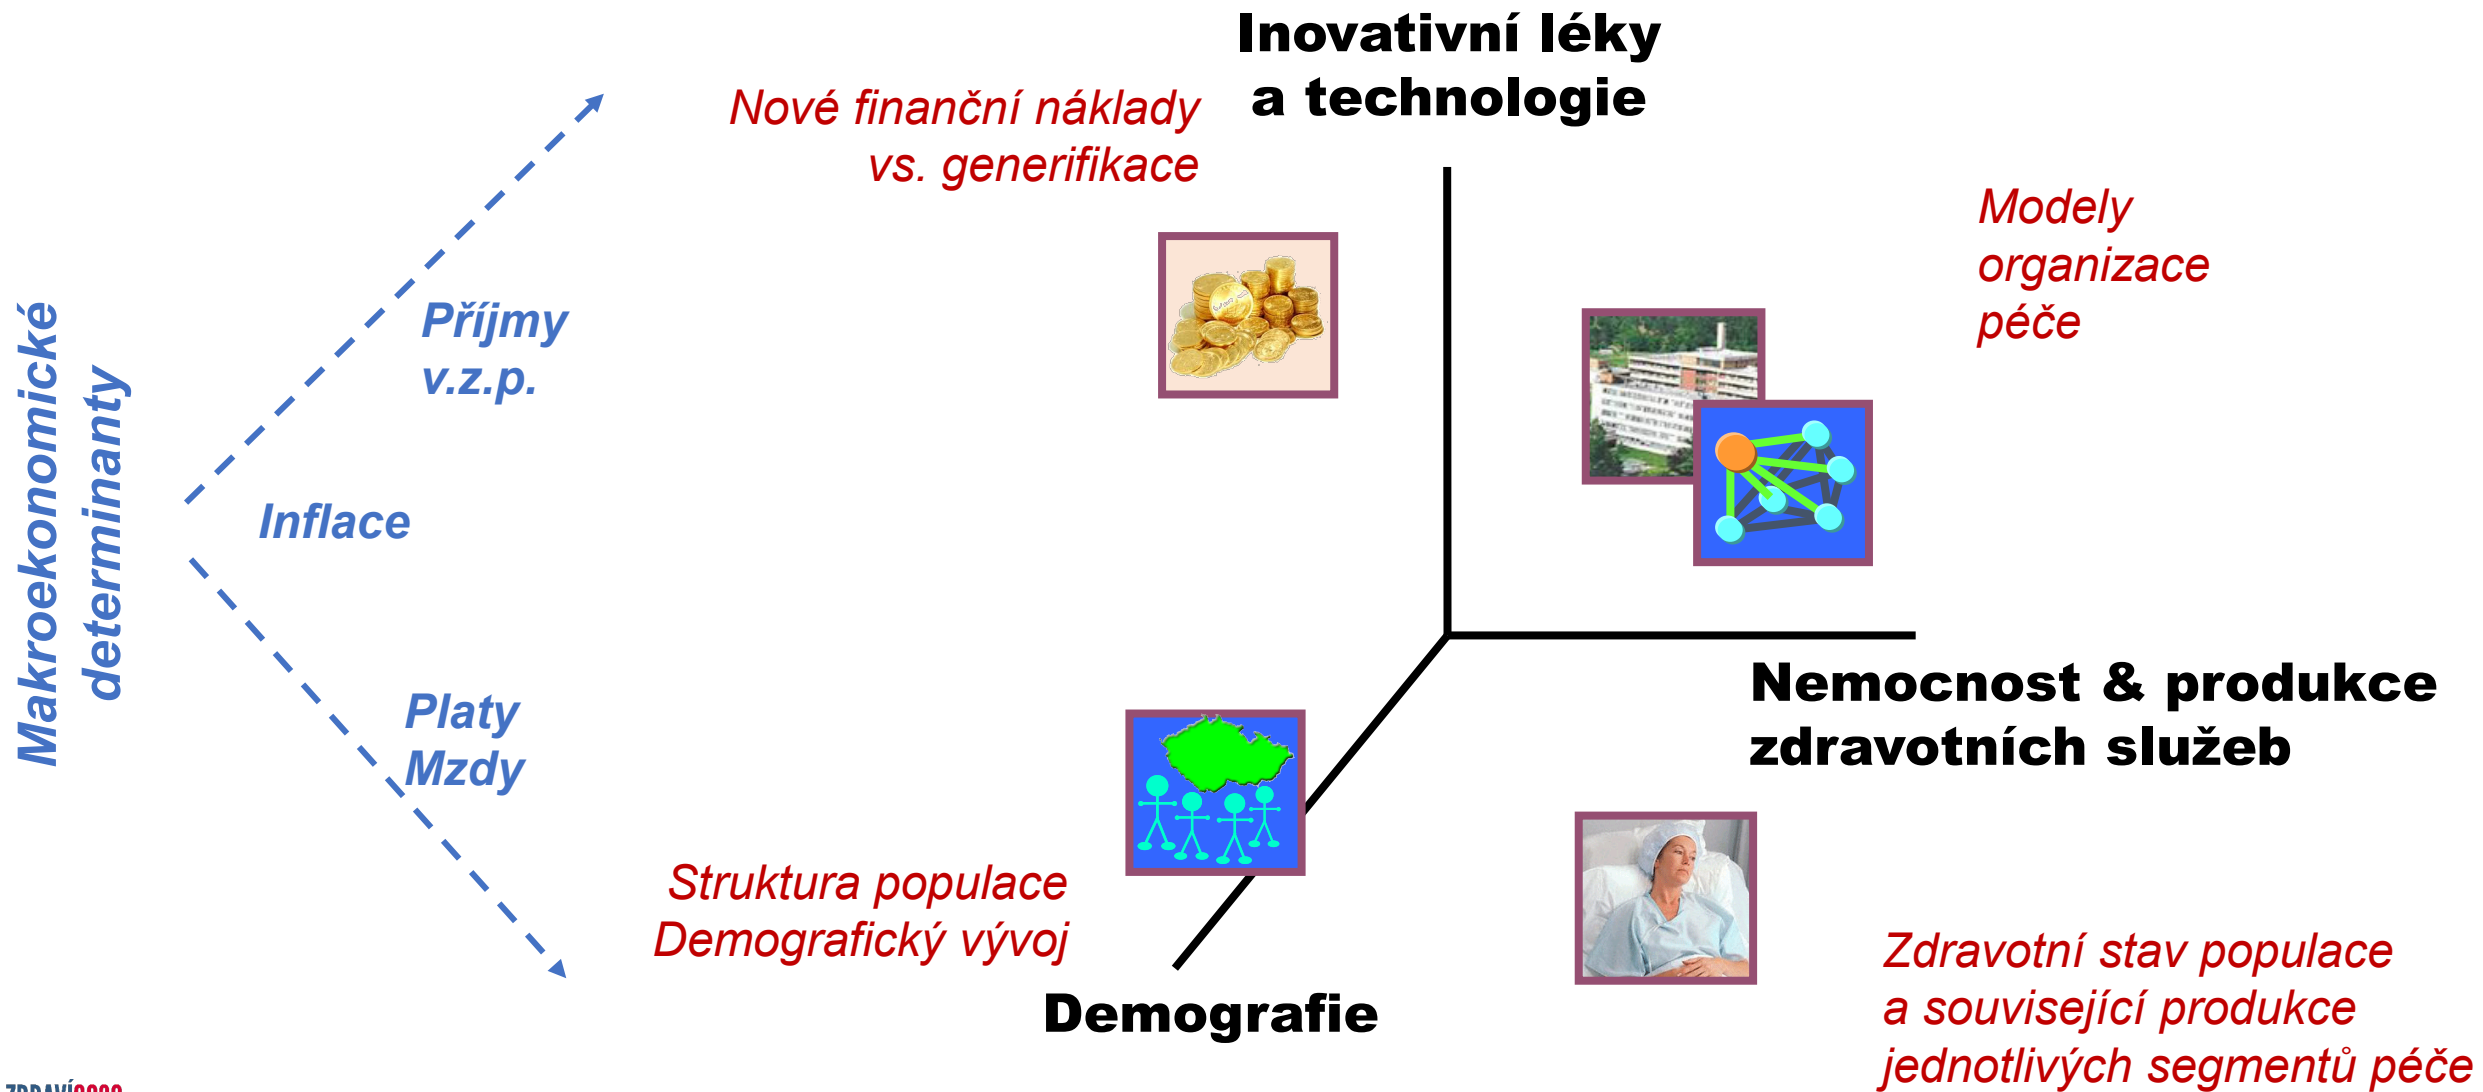 Inovativní léky
a technologie
Nové finanční náklady
vs. generifikace
Modely
organizace
péče
Makroekonomické
determinanty
Příjmy
v.z.p.
Inflace
Platy
Mzdy
Nemocnost & produkce
zdravotních služeb
Struktura populace
Demografický vývoj
Demografie
Zdravotní stav populace
a související produkce
jednotlivých segmentů péče